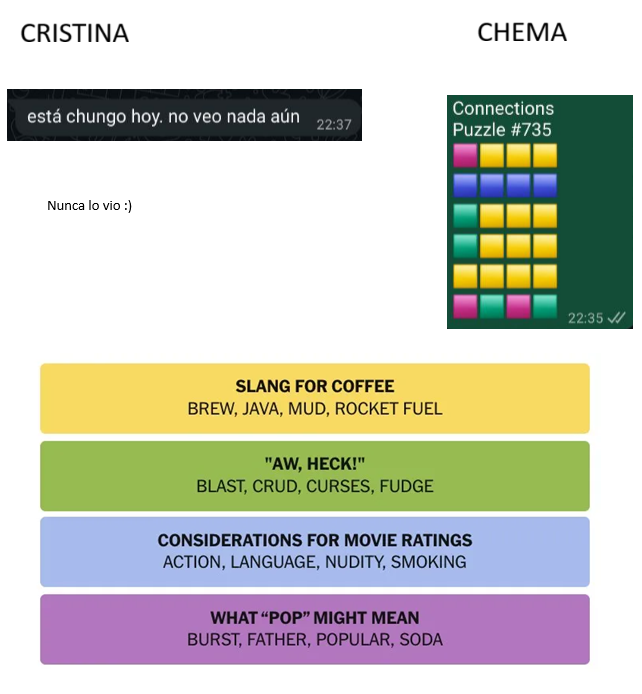 CRISTINA
CHEMA
está chungo hoy. no veo nada aún 22:37
Nunca lo vio :)
Connections
Puzzle #735
22:35
SLANG FOR COFFEE
BREW, JAVA, MUD, ROCKET FUEL
"AW, HECK!"
BLAST, CRUD, CURSES, FUDGE
CONSIDERATIONS FOR MOVIE RATINGS
ACTION, LANGUAGE, NUDITY, SMOKING
WHAT “POP” MIGHT MEAN
BURST, FATHER, POPULAR, SODA